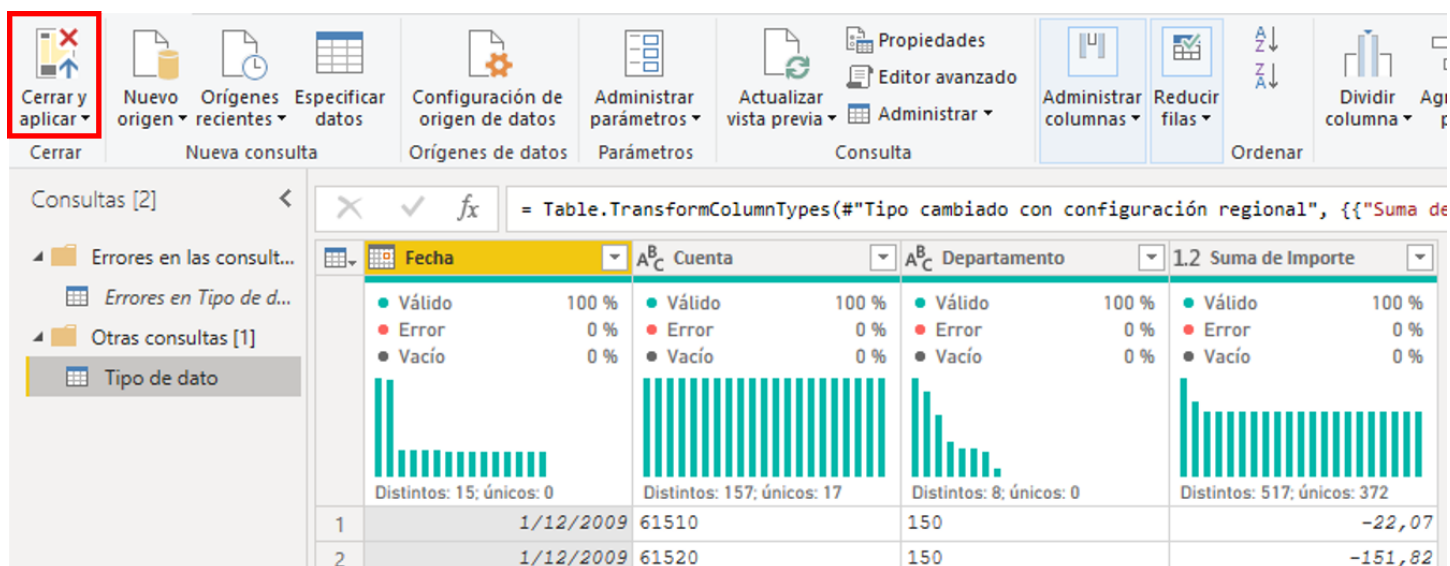 Propiedades
Editor avanzado
Cerrar y Nuevo Orígenes Especificar Configuración de Administrar Actualizar Administrar Reducir Dividir
aplicar origen recientes datos origen de datos parámetros vista previa Administrar columnas filas columna
Cerrar Nueva consulta Orígenes de datos Parámetros Consulta Ordenar
Consultas [2]
fx = Table.TransformColumnTypes(#"Tipo cambiado con configuración regional", {{"Suma de
Errores en las consult...
Errores en Tipo de d...
Otras consultas [1]
Tipo de dato
Fecha ABC Cuenta ABC Departamento 1.2 Suma de Importe
Válido 100 % Válido 100 % Válido 100 % Válido 100 %
Error 0 % Error 0 % Error 0 % Error 0 %
Vacío 0 % Vacío 0 % Vacío 0 % Vacío 0 %
Distintos: 15; únicos: 0 Distintos: 157; únicos: 17 Distintos: 8; únicos: 0 Distintos: 517; únicos: 372
1 1/12/2009 61510 150 -22,07
2 1/12/2009 61520 150 -151,82